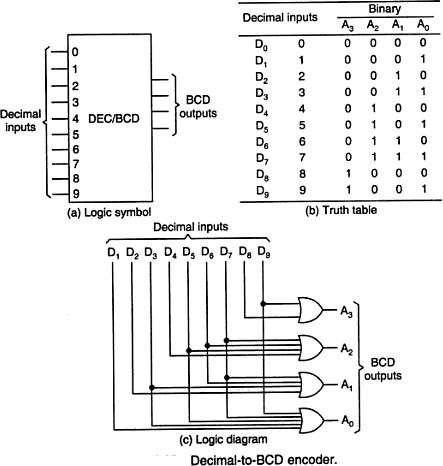 Decimal inputs
0
1
2
3
4
5
6
7
8
9
DEC/BCD
BCD
outputs
(a) Logic symbol
Decimal inputs Binary
A3 A2 A1 A0
D0 0 0 0 0 0
D1 1 0 0 0 1
D2 2 0 0 1 0
D3 3 0 0 1 1
D4 4 0 1 0 0
D5 5 0 1 0 1
D6 6 0 1 1 0
D7 7 0 1 1 1
D8 8 1 0 0 0
D9 9 1 0 0 1
(b) Truth table
Decimal inputs
D1 D2 D3 D4 D5 D6 D7 D8 D9
A3
A2
A1
A0
BCD
outputs
(c) Logic diagram
Decimal-to-BCD encoder.